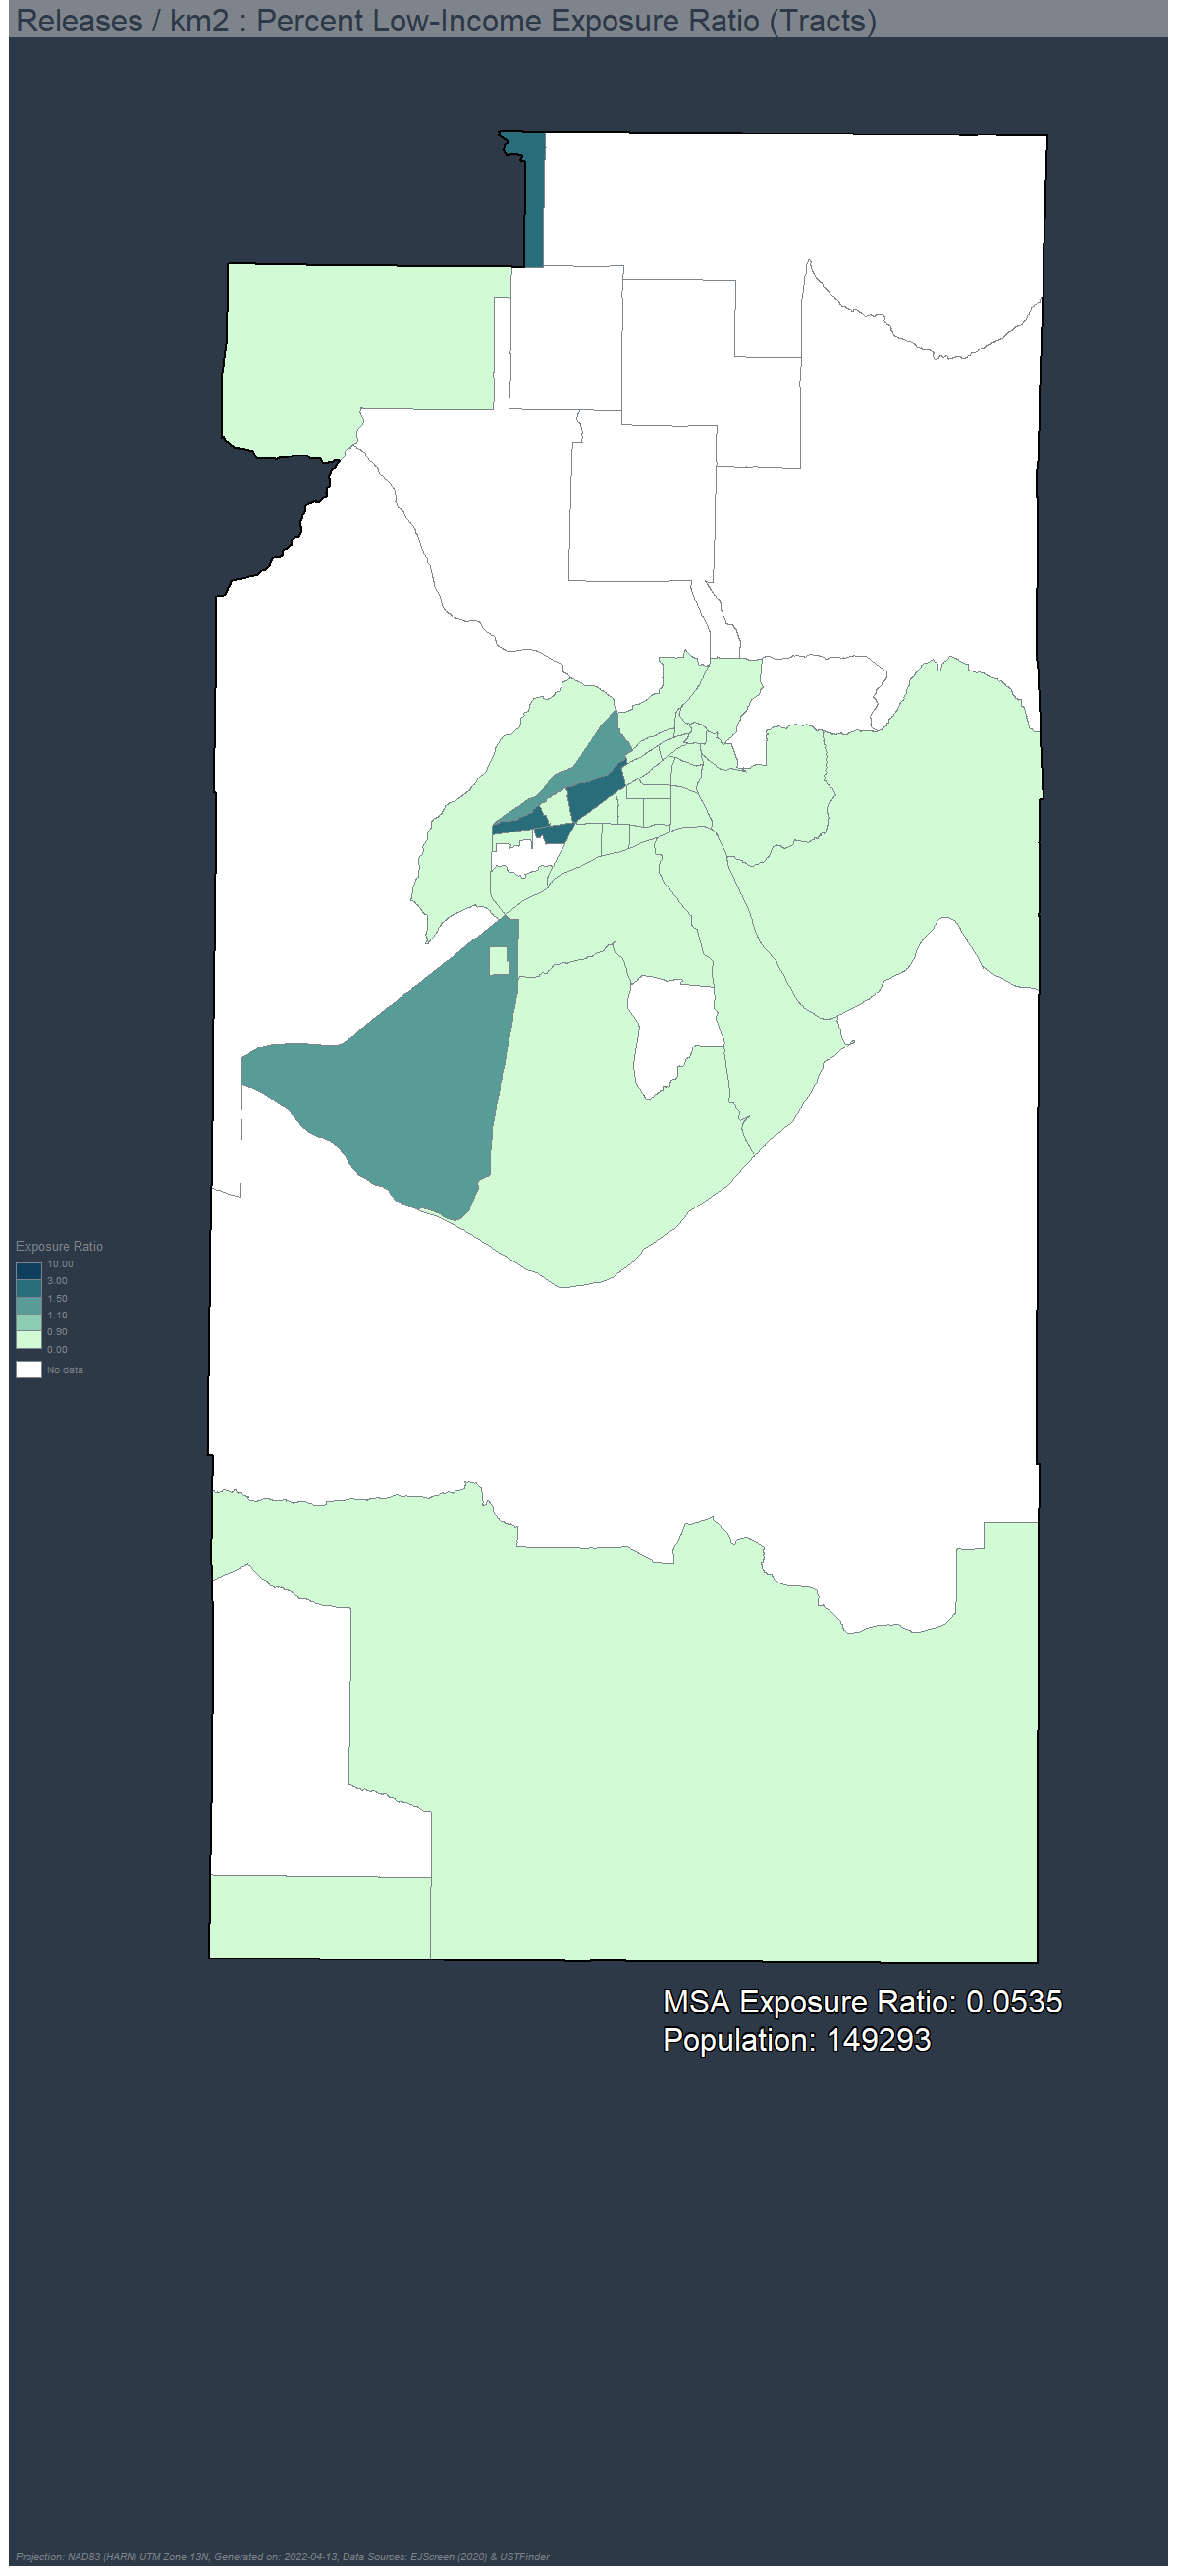 Releases / km2 : Percent Low-Income Exposure Ratio (Tracts)
Exposure Ratio
10.00
3.00
1.50
1.10
0.90
0.00
No data
MSA Exposure Ratio: 0.0535
Population: 149293
Projection: NAD83 (HARN) UTM Zone 13N, Generated on: 2022-04-13, Data Sources: EJScreen (2020) & USTFinder